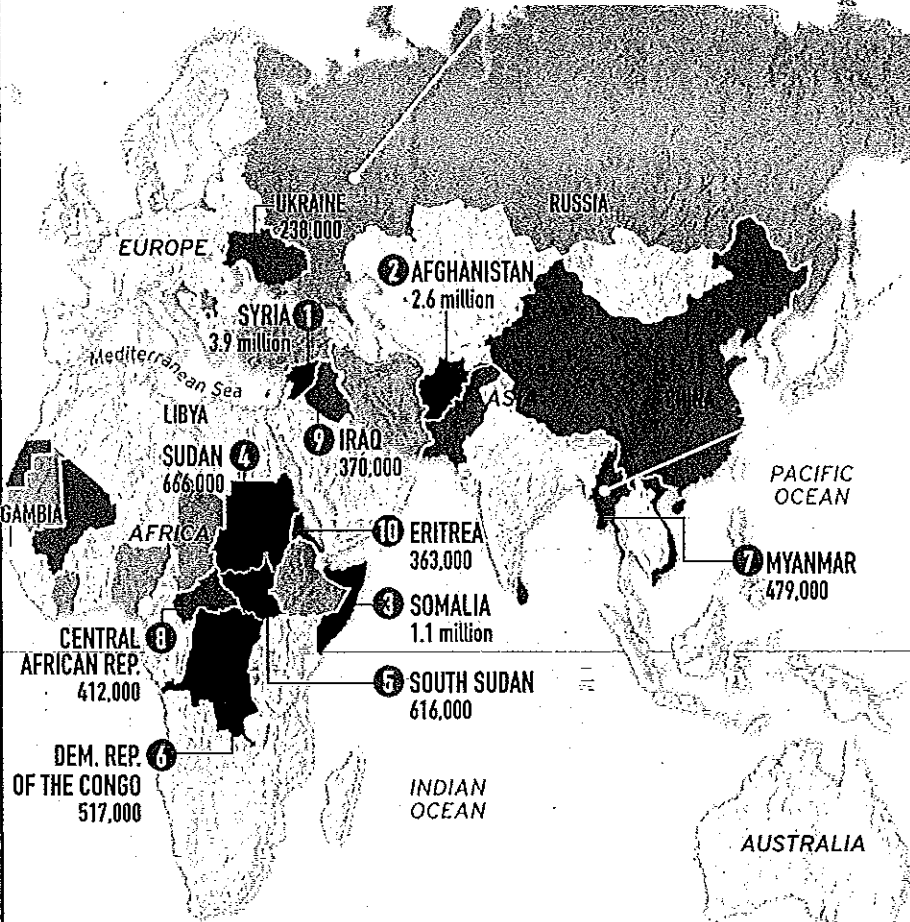 UKRAINE
238,000
RUSSIA
EUROPE
2 AFGHANISTAN
2.6 million
SYRIA 1
3.9 million
Mediterranean Sea
ASIA
CHINA
LIBYA
9 IRAQ
370,000
SUDAN 4
666,000
PACIFIC
OCEAN
GAMBIA
AFRICA
10 ERITREA
363,000
7 MYANMAR
479,000
3 SOMALIA
1.1 million
8
CENTRAL
AFRICAN REP.
412,000
5 SOUTH SUDAN
616,000
DEM. REP. 6
OF THE CONGO
517,000
INDIAN
OCEAN
AUSTRALIA